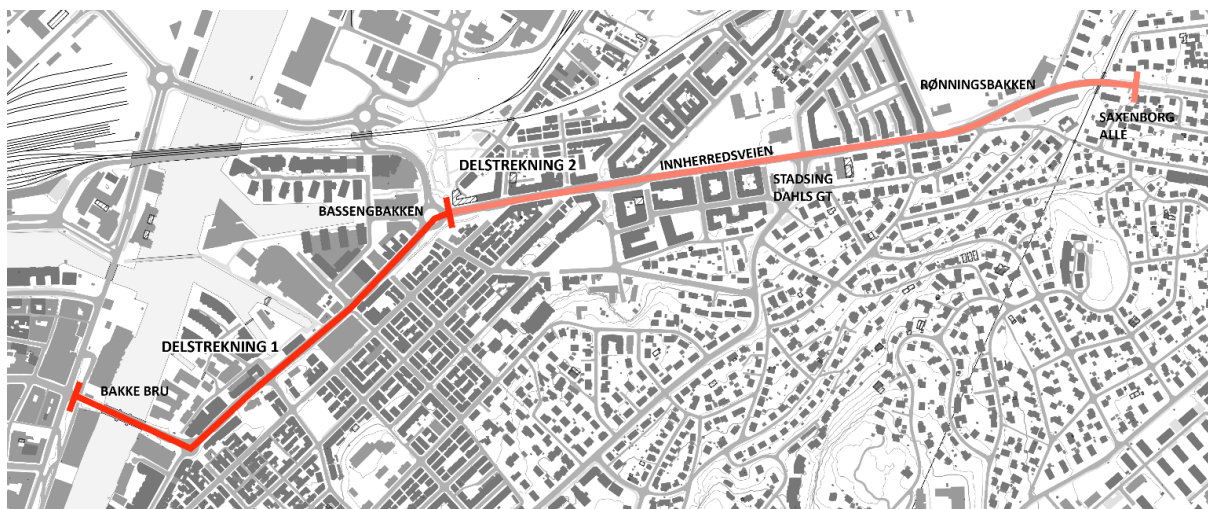 RØNNINGSBAKKEN
SAXENBORG
ALLE
DELSTREKNING 2
INNHERREDSVEIEN
STADSING
DAHLS GT
BASSENGBAKKEN
DELSTREKNING 1
BAKKE BRU